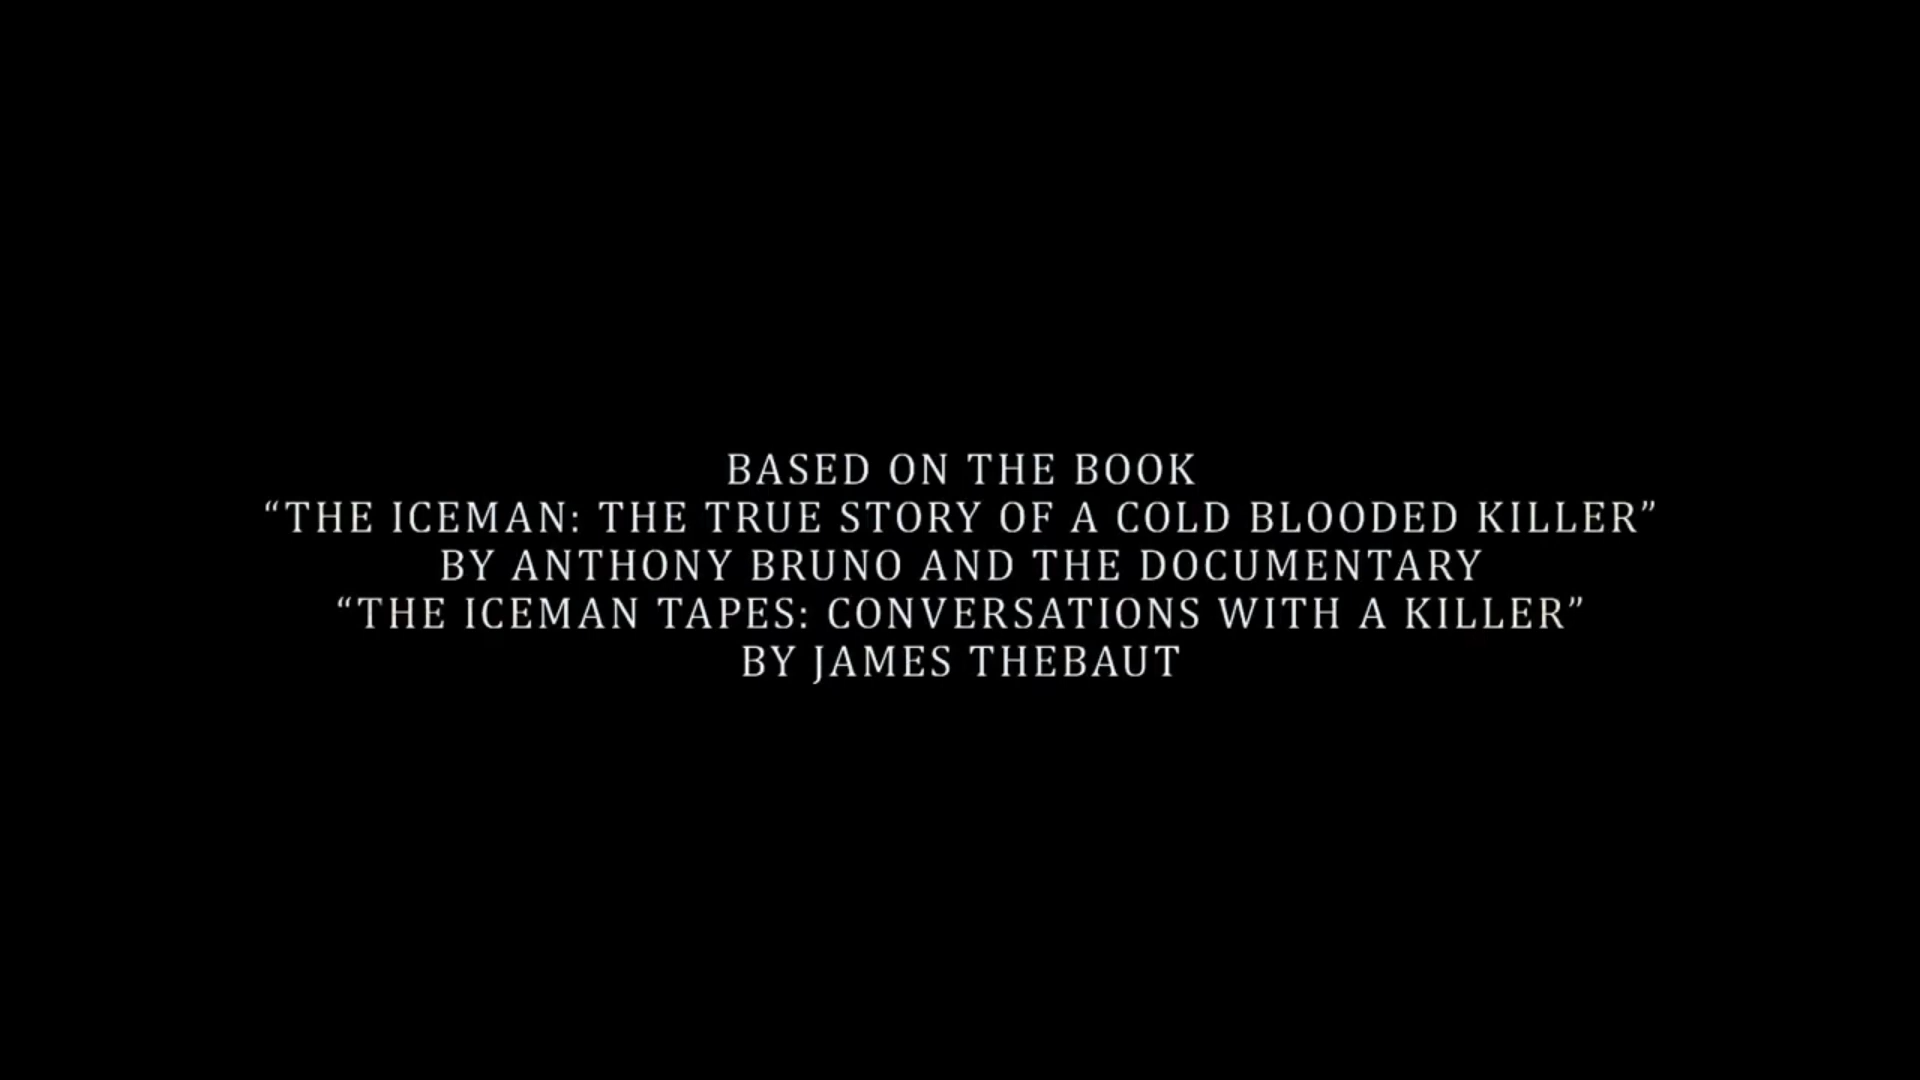 BASED ON THE BOOK
“THE ICEMAN: THE TRUE STORY OF A COLD BLOODED KILLER”
BY ANTHONY BRUNO AND THE DOCUMENTARY
“THE ICEMAN TAPES: CONVERSATIONS WITH A KILLER”
BY JAMES THEBAUT